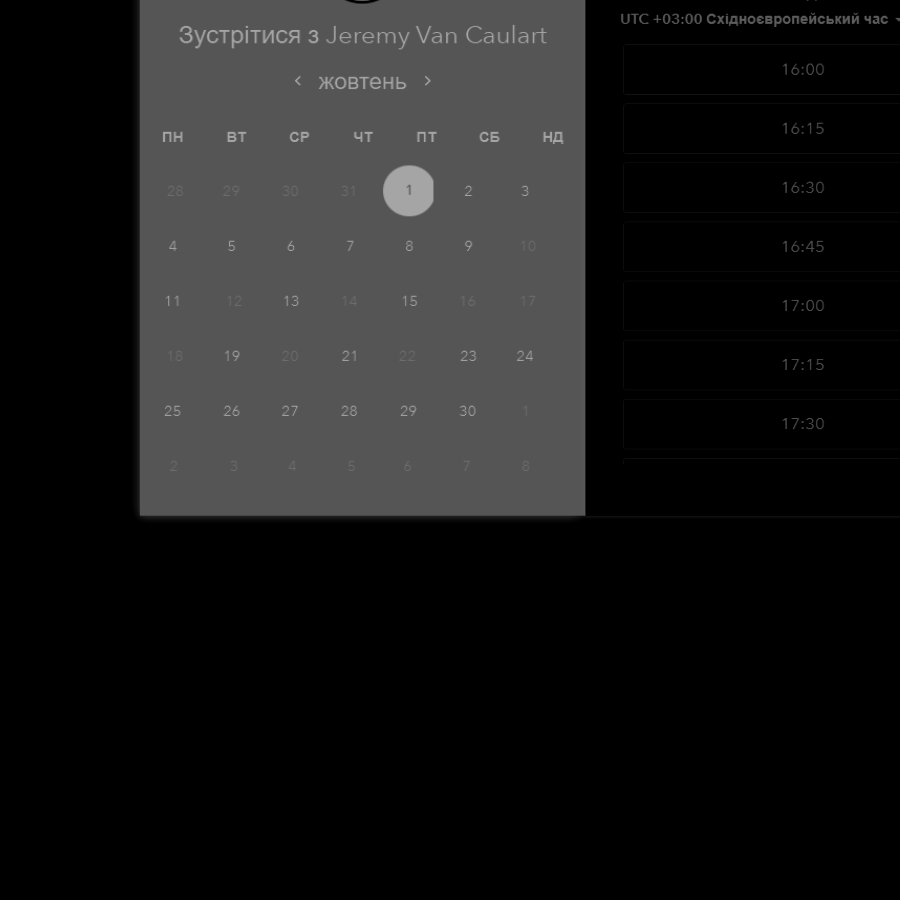 Зустрітися з Jeremy Van Caulart
жовтень
ПН ВТ СР ЧТ ПТ СБ НД
28 29 30 31 1 2 3
4 5 6 7 8 9 10
11 12 13 14 15 16 17
18 19 20 21 22 23 24
25 26 27 28 29 30 1
2 3 4 5 6 7 8
UTC +03:00 Східноєвропейський час
16:00
16:15
16:30
16:45
17:00
17:15
17:30